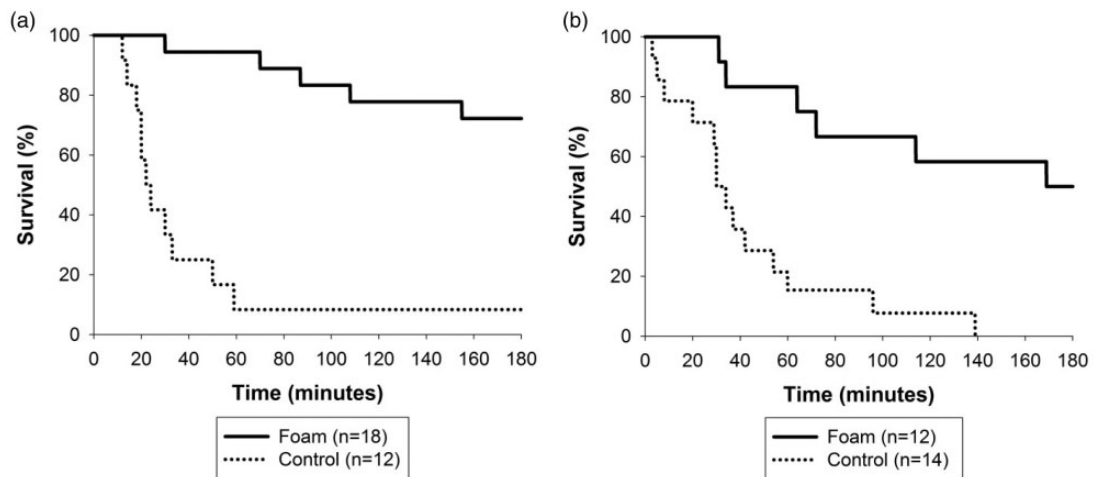 (a)
100
80
60
40
20
0
Survival (%)
0 20 40 60 80 100 120 140 160 180
Time (minutes)
Foam (n=18)
Control (n=12)
(b)
100
80
60
40
20
0
Survival (%)
0 20 40 60 80 100 120 140 160 180
Time (minutes)
Foam (n=12)
Control (n=14)